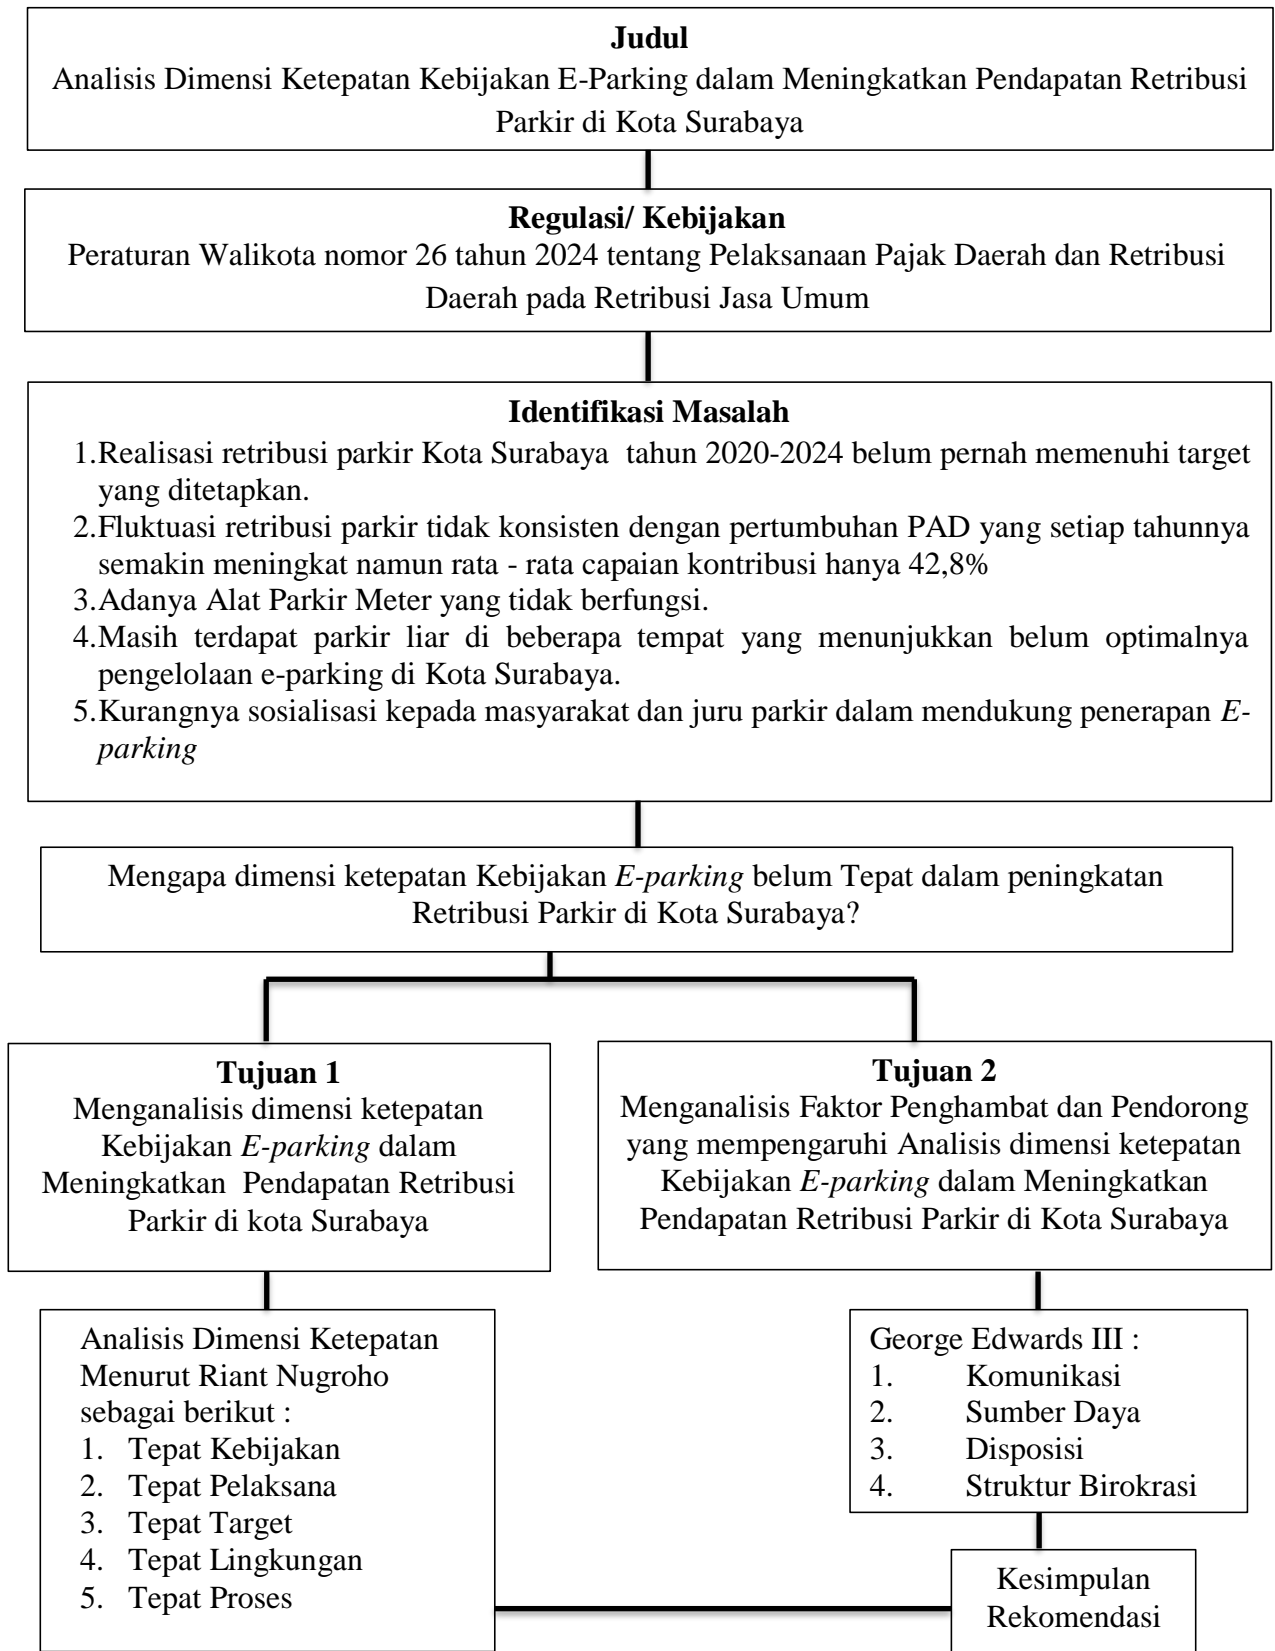 Judul
Analisis Dimensi Ketepatan Kebijakan E-Parking dalam Meningkatkan Pendapatan Retribusi
Parkir di Kota Surabaya
Regulasi/ Kebijakan
Peraturan Walikota nomor 26 tahun 2024 tentang Pelaksanaan Pajak Daerah dan Retribusi
Daerah pada Retribusi Jasa Umum
Identifikasi Masalah
1.Realisasi retribusi parkir Kota Surabaya tahun 2020-2024 belum pernah memenuhi target
yang ditetapkan.
2.Fluktuasi retribusi parkir tidak konsisten dengan pertumbuhan PAD yang setiap tahunnya
semakin meningkat namun rata - rata capaian kontribusi hanya 42,8%
3.Adanya Alat Parkir Meter yang tidak berfungsi.
4.Masih terdapat parkir liar di beberapa tempat yang menunjukkan belum optimalnya
pengelolaan e-parking di Kota Surabaya.
5.Kurangnya sosialisasi kepada masyarakat dan juru parkir dalam mendukung penerapan E-
parking
Mengapa dimensi ketepatan Kebijakan E-parking belum Tepat dalam peningkatan
Retribusi Parkir di Kota Surabaya?
Tujuan 1
Menganalisis dimensi ketepatan
Kebijakan E-parking dalam
Meningkatkan Pendapatan Retribusi
Parkir di kota Surabaya
Tujuan 2
Menganalisis Faktor Penghambat dan Pendorong
yang mempengaruhi Analisis dimensi ketepatan
Kebijakan E-parking dalam Meningkatkan
Pendapatan Retribusi Parkir di Kota Surabaya
Analisis Dimensi Ketepatan
Menurut Riant Nugroho
sebagai berikut :
1. Tepat Kebijakan
2. Tepat Pelaksana
3. Tepat Target
4. Tepat Lingkungan
5. Tepat Proses
George Edwards III :
1. Komunikasi
2. Sumber Daya
3. Disposisi
4. Struktur Birokrasi
Kesimpulan
Rekomendasi